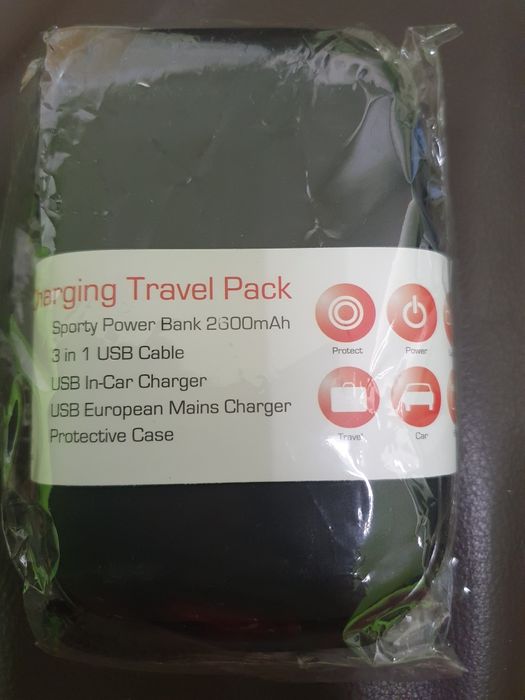 Charging Travel Pack
Sporty Power Bank 2600mAh
3 in 1 USB Cable
USB In-Car Charger
USB European Mains Charger
Protective Case
Protect
Power
Travel
Car